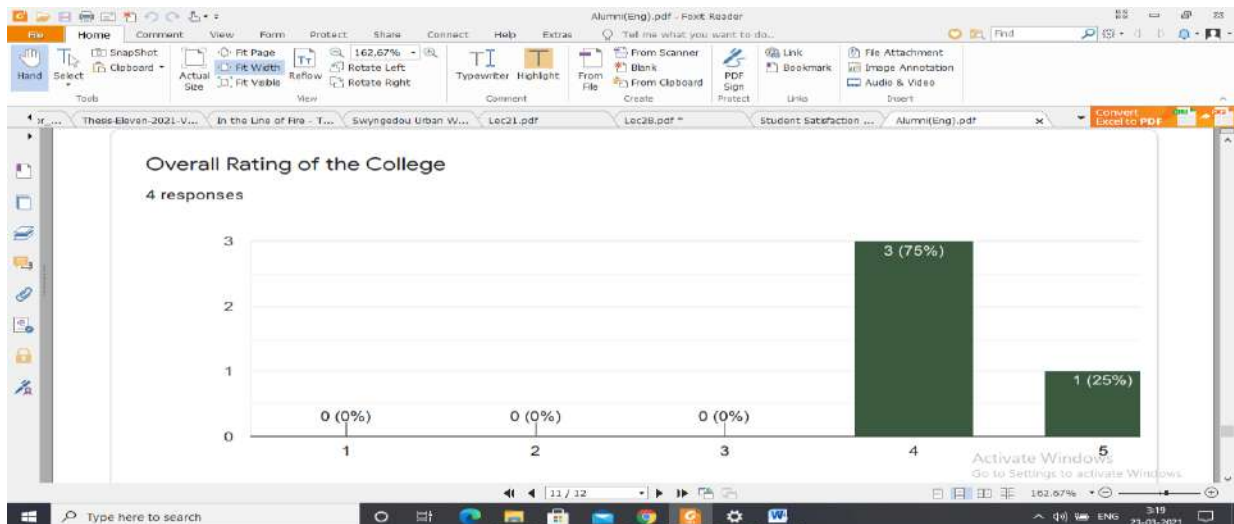 Alumni(Eng).pdf - Foxit Reader
File Home Comment View Form Protect Share Connect Help Extras Tell me what you want to do... Find
Hand
Select
SnapShot
Clipboard
Actual Size
Fit Page
Fit Width
Fit Visible
Reflow
162.67%
Rotate Left
Rotate Right
Typewriter
Highlight
From File
From Scanner
Blank
From Clipboard
PDF Sign
Link
Bookmark
File Attachment
Image Annotation
Audio & Video
Tools View Comment Create Protect Links Insert
Thesis-Eleven-2021-V... In the Line of Fire - T... Swyngedou Urban W... Lec21.pdf Lec28.pdf * Student Satisfaction ... Alumni(Eng).pdf
Convert
Excel to PDF
Overall Rating of the College
4 responses
3
3 (75%)
2
1
1 (25%)
0 (0%) 0 (0%) 0 (0%)
0
1 2 3 4 5
Activate Windows
Go to Settings to activate Windows.
11 / 12 162.67%
Type here to search
W
ENG
3:19
23-03-2021